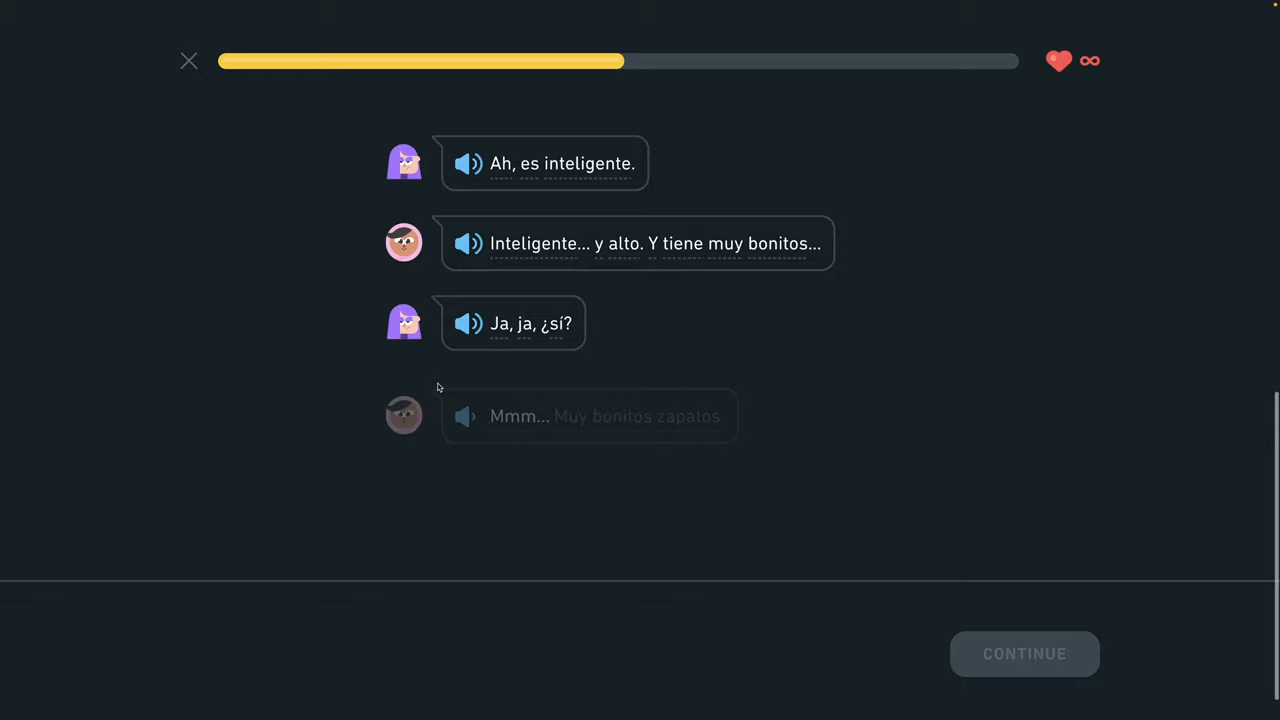 ∞
Ah, es inteligente.
Inteligente... y alto. Y tiene muy bonitos...
Ja, ja, ¿sí?
Mmm... Muy bonitos zapatos
CONTINUE